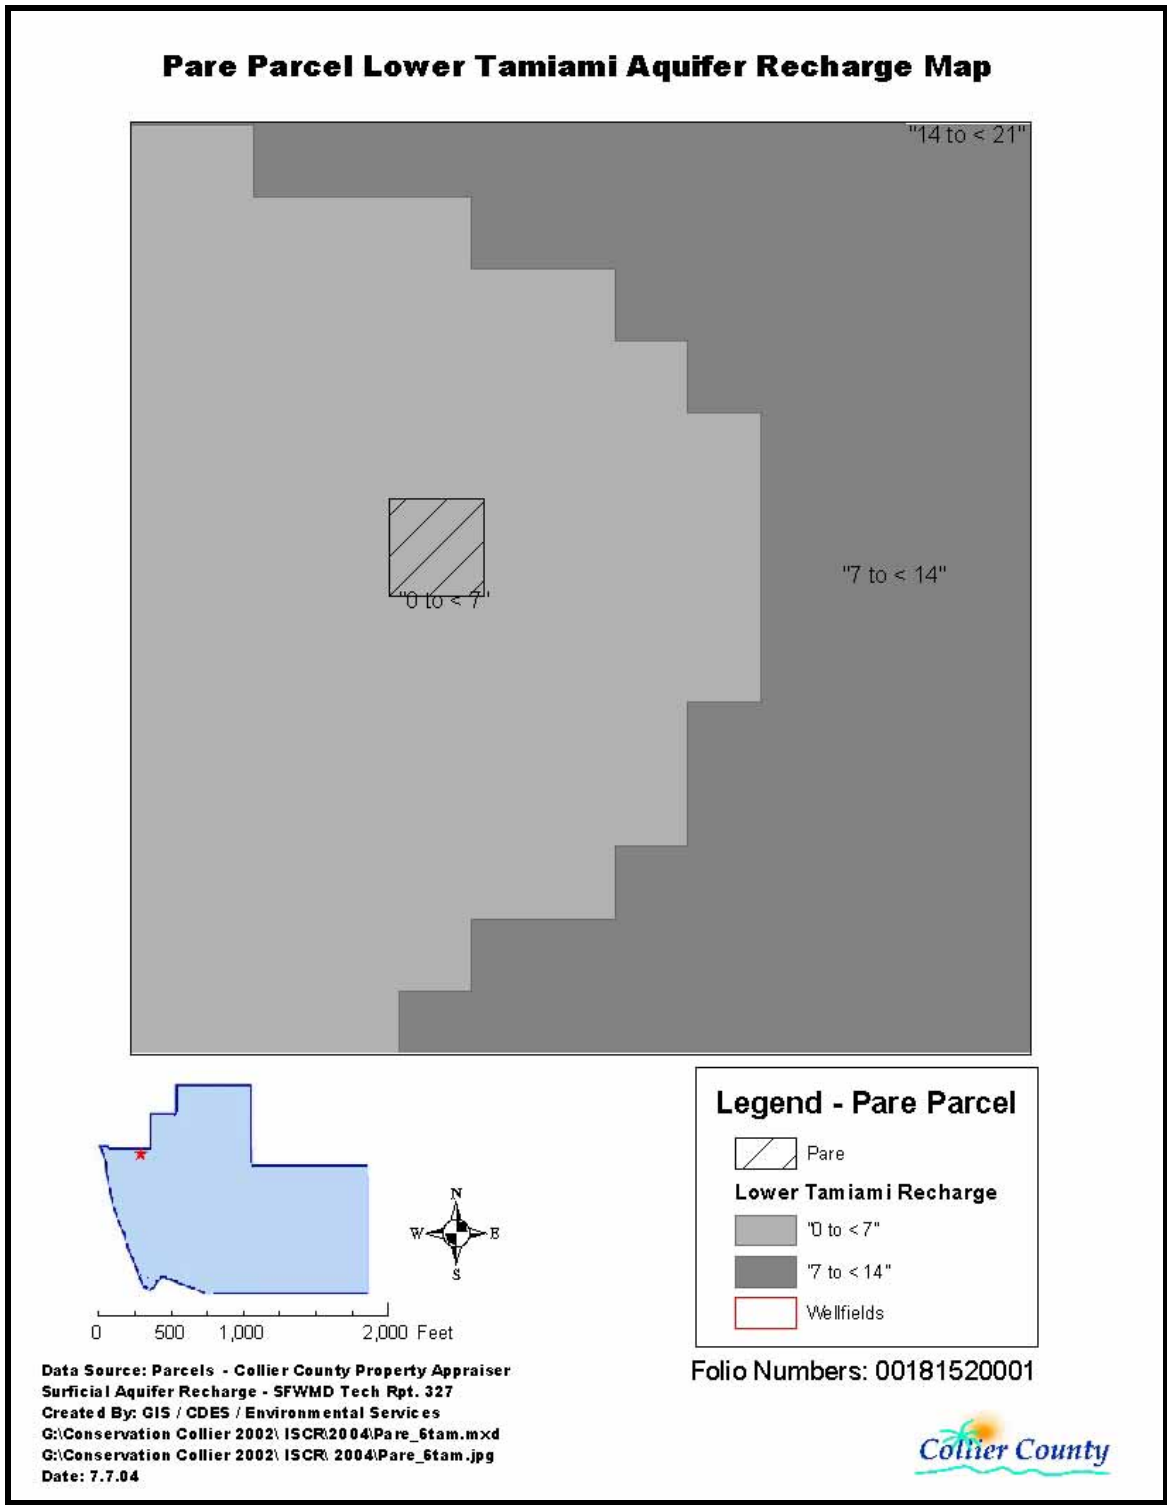 Pare Parcel Lower Tamiami Aquifer Recharge Map
"14 to < 21"
"7 to < 14"
"0 to < 7"
Legend - Pare Parcel
Pare
Lower Tamiami Recharge
"0 to < 7"
"7 to < 14"
Wellfields
N
W E
S
0 500 1,000 2,000 Feet
Folio Numbers: 00181520001
Data Source: Parcels - Collier County Property Appraiser
Surficial Aquifer Recharge - SFWMD Tech Rpt. 327
Created By: GIS / CDES / Environmental Services
G:\Conservation Collier 2002\ ISCR\2004\Pare_6tam.mxd
G:\Conservation Collier 2002\ ISCR\ 2004\Pare_6tam.jpg
Date: 7.7.04
Collier County